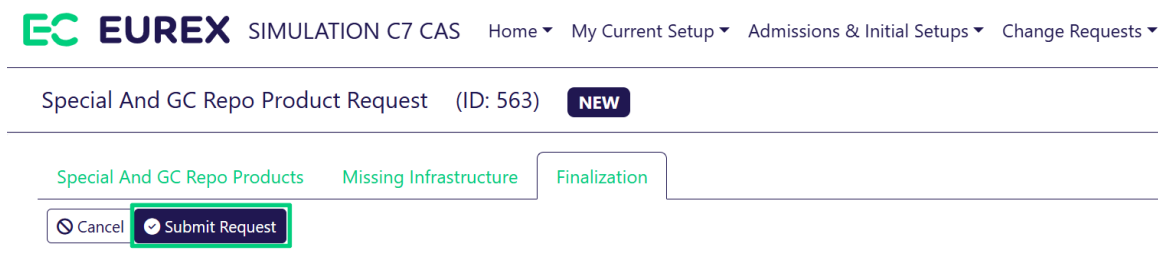 EC EUREX SIMULATION C7 CAS Home My Current Setup Admissions & Initial Setups Change Requests
Special And GC Repo Product Request (ID: 563) NEW
Special And GC Repo Products Missing Infrastructure Finalization
Cancel Submit Request